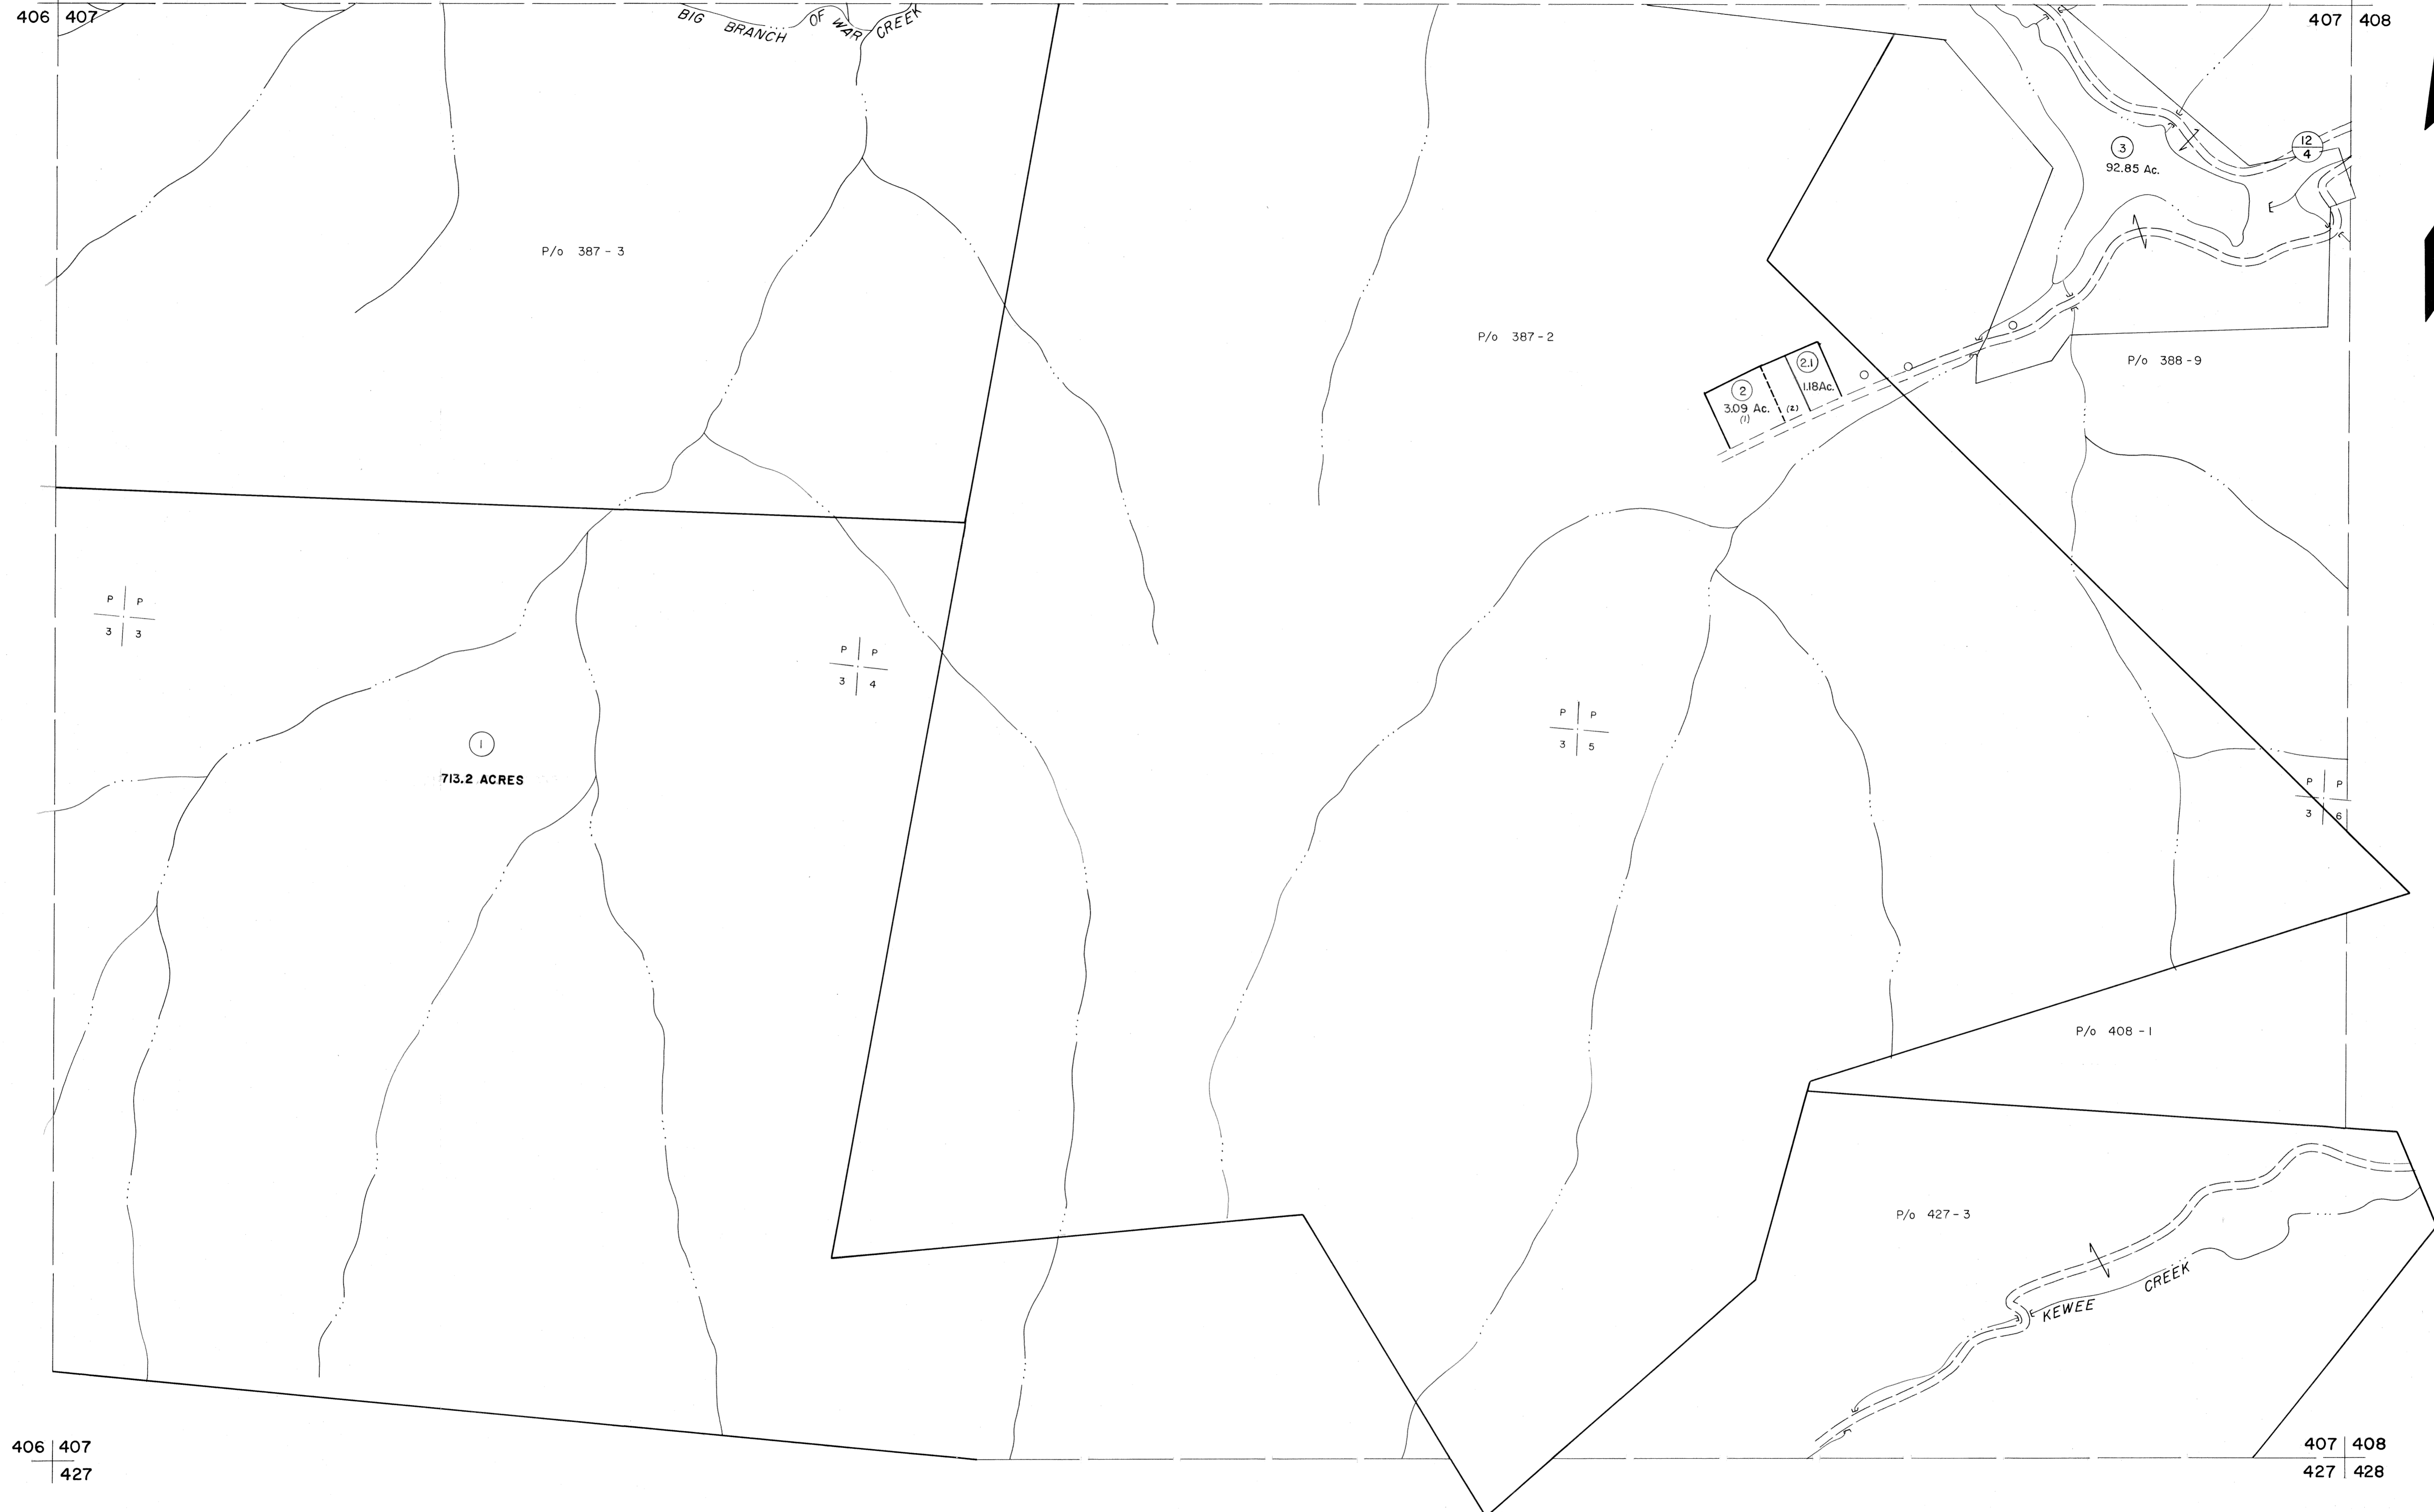 406 407
BIG BRANCH OF WAR CREEK
407 408
12
4
3
92.85 Ac.
P/o 387-3
P/o 387-2
P/o 388-9
2.1
1.18Ac.
2
3.09 Ac.
(2)
(1)
P P
3 3
P P
3 4
P P
3 5
1
713.2 ACRES
P P
3 6
P/o 408-1
P/o 427-3
KEWEE CREEK
406 407
427
407 408
427 428